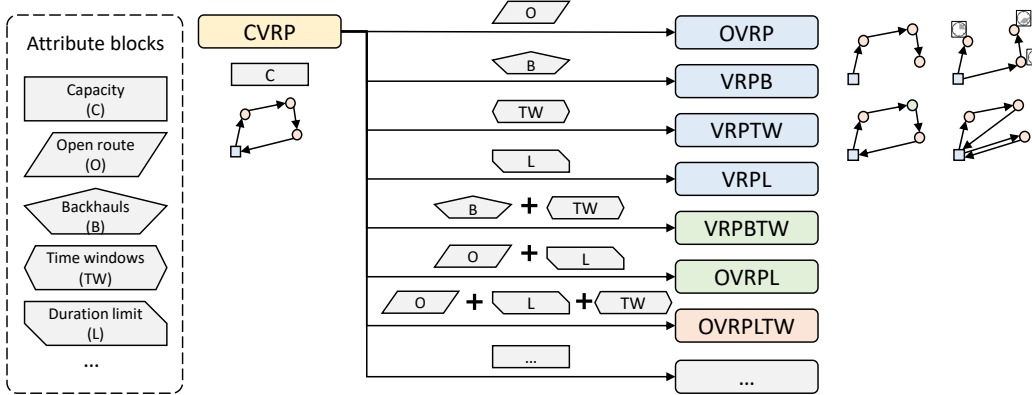 Attribute blocks
Capacity
(C)
Open route
(O)
Backhauls
(B)
Time windows
(TW)
Duration limit
(L)
...
CVRP
C
O
OVRP
B
VRPB
TW
VRPTW
L
VRPL
B + TW
VRPBTW
O + L
OVRPL
O + L + TW
OVRPLTW
...
...